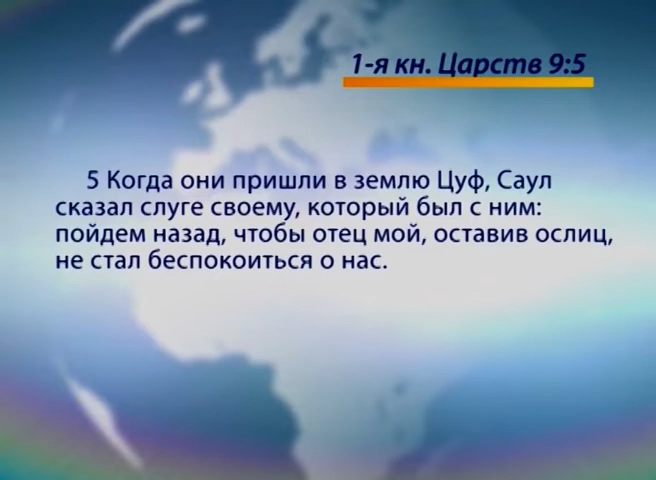 1-я кн. Царств 9:5
5 Когда они пришли в землю Цуф, Саул
сказал слуге своему, который был с ним:
пойдем назад, чтобы отец мой, оставив ослиц,
не стал беспокоиться о нас.